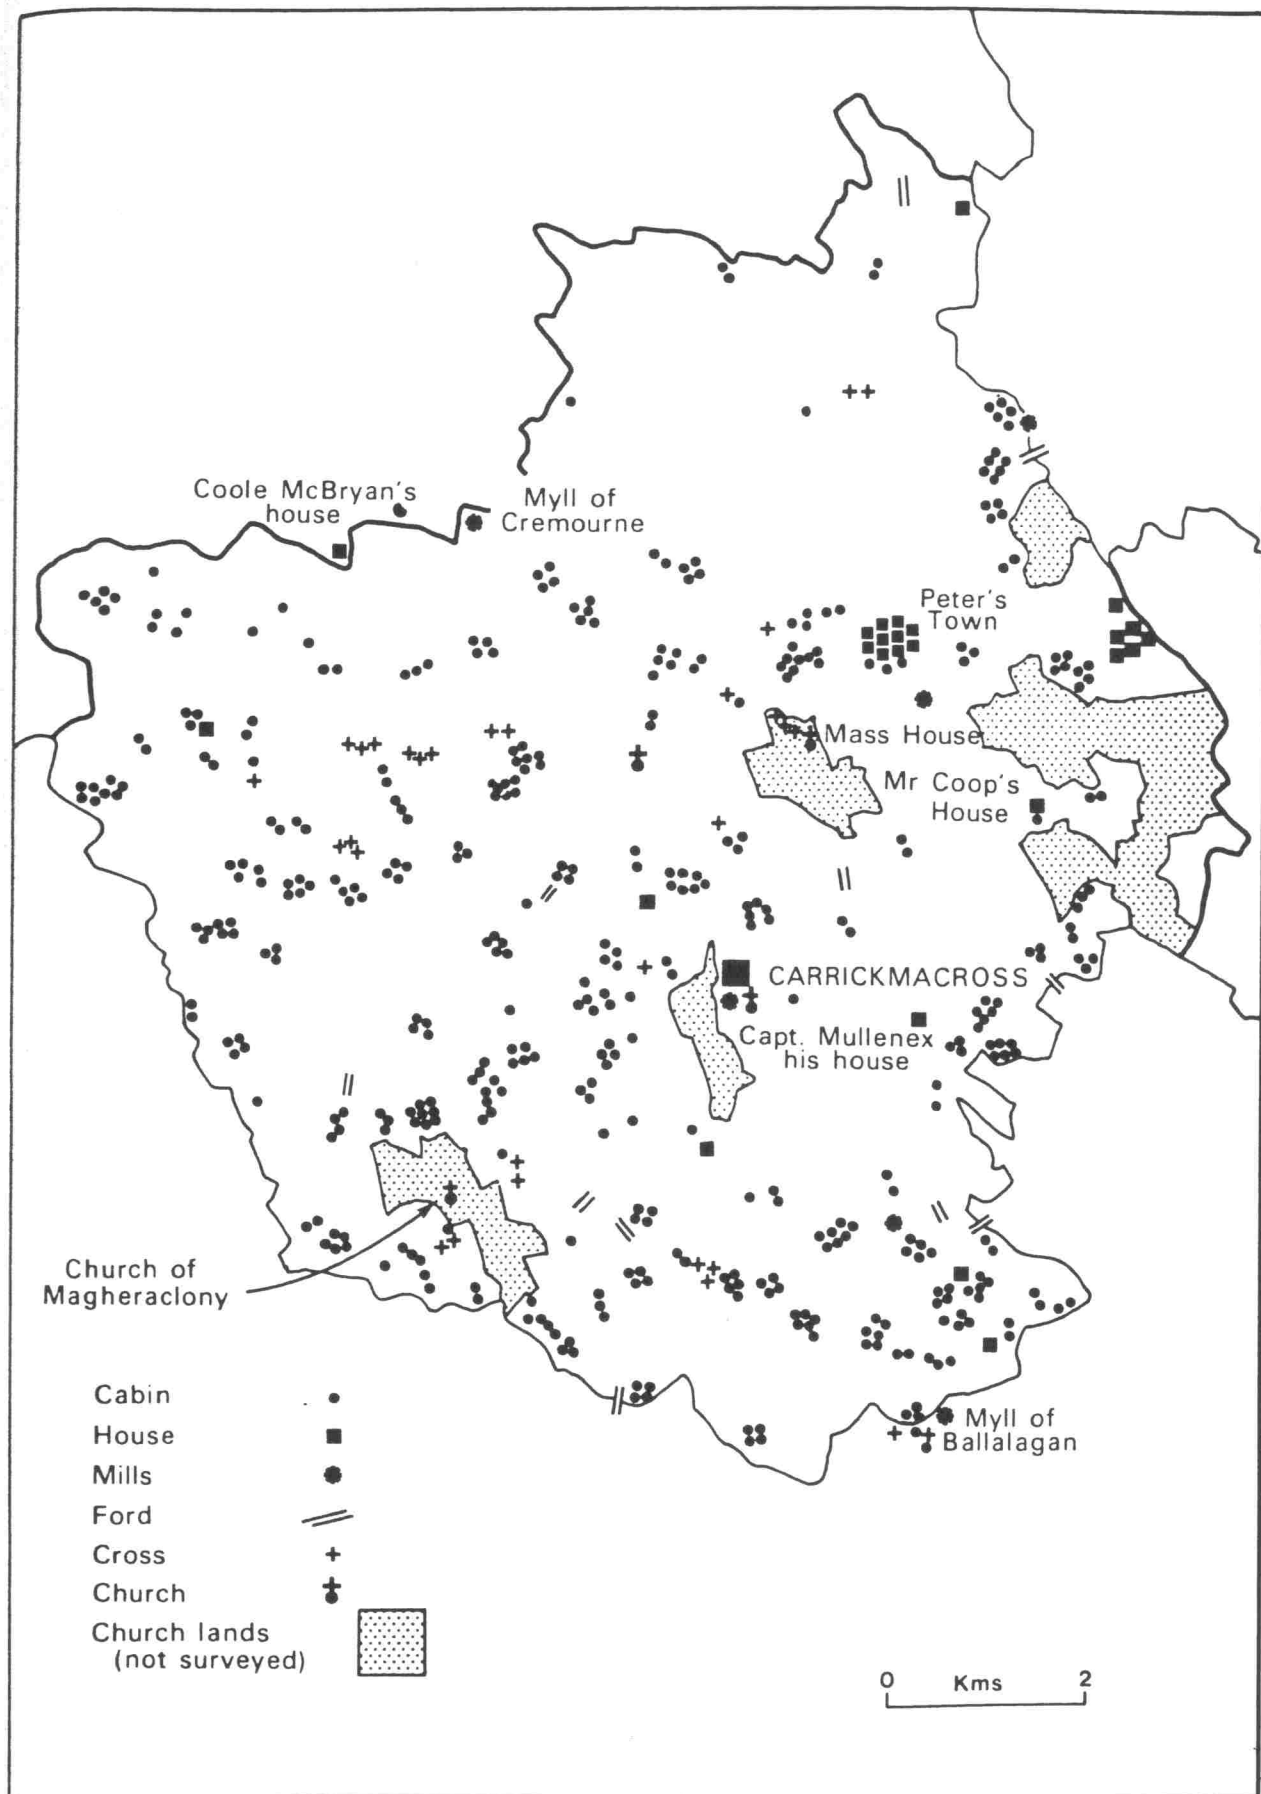 Coole McBryan's
house
Myll of
Cremourne
Peter's
Town
Mass House
Mr Coop's
House
CARRICKMACROSS
Capt. Mullenex
his house
Church of
Magheraclony
Myll of
Ballalagan
Cabin
House
Mills
Ford
Cross
Church
Church lands
(not surveyed)
0 Kms 2